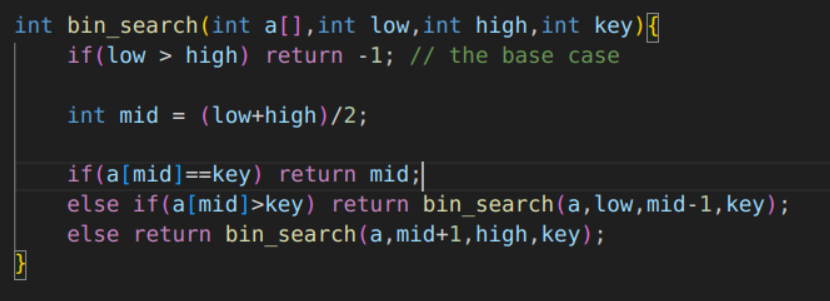 int bin_search(int a[],int low,int high,int key){
    if(low > high) return -1; // the base case

    int mid = (low+high)/2;

    if(a[mid]==key) return mid;
    else if(a[mid]>key) return bin_search(a,low,mid-1,key);
    else return bin_search(a,mid+1,high,key);
}